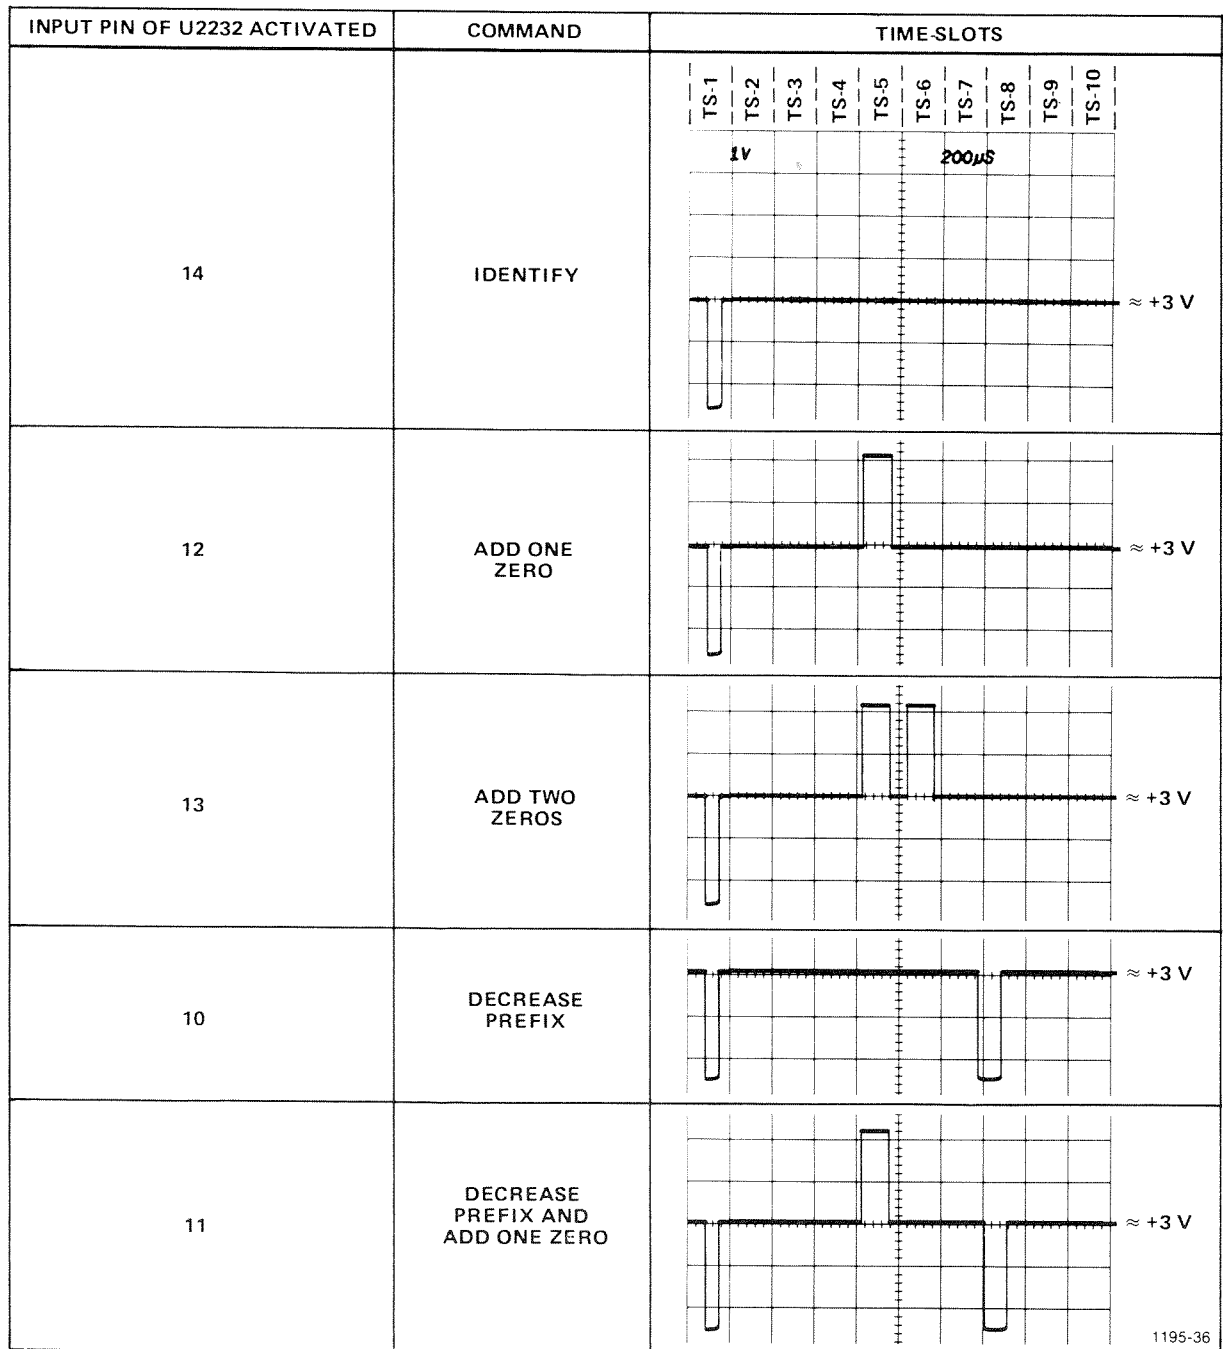 INPUT PIN OF U2232 ACTIVATED
COMMAND
TIME-SLOTS
TS-1
TS-2
TS-3
TS-4
TS-5
TS-6
TS-7
TS-8
TS-9
TS-10
1V
200µS
14
IDENTIFY
≈ +3 V
12
ADD ONE
ZERO
≈ +3 V
13
ADD TWO
ZEROS
≈ +3 V
10
DECREASE
PREFIX
≈ +3 V
11
DECREASE
PREFIX AND
ADD ONE ZERO
≈ +3 V
1195-36